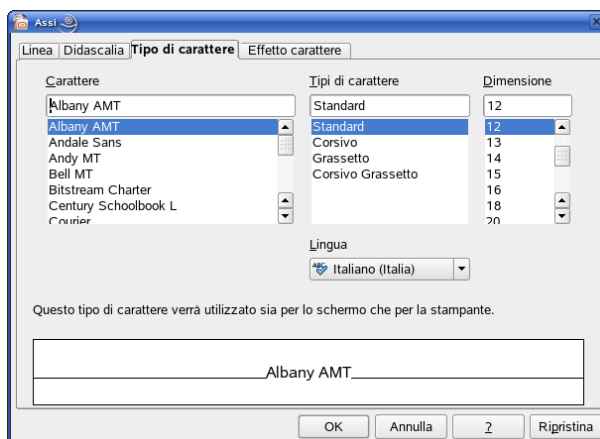 Assi
Linea Didascalia Tipo di carattere Effetto carattere
Carattere Tipi di carattere Dimensione
Albany AMT Standard 12
Albany AMT Standard 12
Andale Sans Corsivo 13
Andy MT Grassetto 14
Bell MT Corsivo Grassetto 15
Bitstream Charter 16
Century Schoolbook L 18
Courier 20
Lingua
ABC Italiano (Italia)
Questo tipo di carattere verrà utilizzato sia per lo schermo che per la stampante.
Albany AMT
OK Annulla ? Ripristina